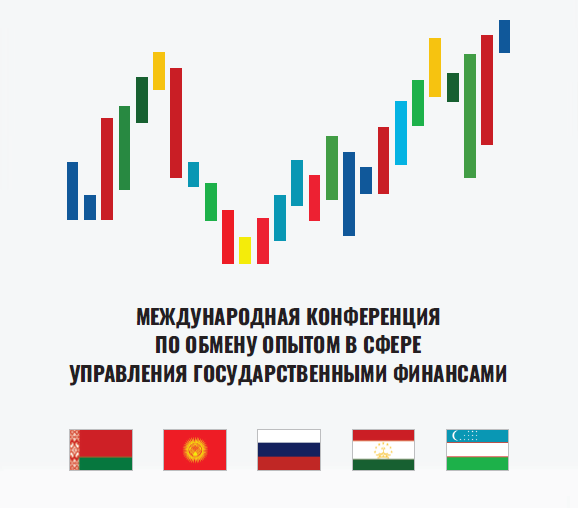 МЕЖДУНАРОДНАЯ КОНФЕРЕНЦИЯ
ПО ОБМЕНУ ОПЫТОМ В СФЕРЕ
УПРАВЛЕНИЯ ГОСУДАРСТВЕННЫМИ ФИНАНСАМИ